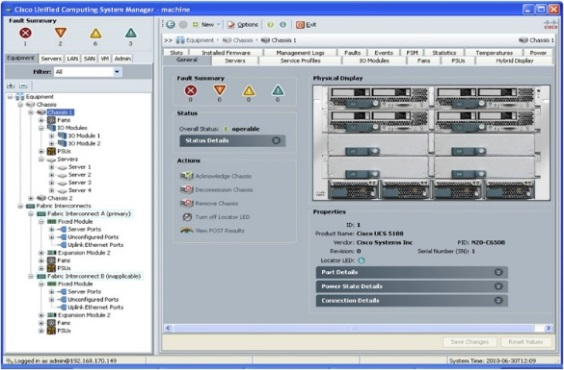 Cisco Unified Computing System Manager - machine
Fault Summary
1 2 6 3
Equipment Servers LAN SAN VM Admin
Filter: All
Equipment
Chassis
Chassis 1
Fans
IO Modules
IO Module 1
IO Module 2
PSUs
Servers
Server 1
Server 2
Server 3
Server 4
Chassis 2
Fabric Interconnects
Fabric Interconnect A (primary)
Fixed Module
Server Ports
Unconfigured Ports
Uplink Ethernet Ports
Expansion Module 2
Fans
PSUs
Fabric Interconnect B (inapplicable)
Fixed Module
Server Ports
Unconfigured Ports
Uplink Ethernet Ports
Expansion Module 2
Fans
PSUs
New Options Exit
>> Equipment Chassis Chassis 1 Chassis 1
Slots Installed Firmware Management Logs Faults Events FSM Statistics Temperatures Power
General Servers Service Profiles IO Modules Fans PSUs Hybrid Display
Fault Summary
0 0 0 0
Status
Overall Status: operable
Status Details
Actions
Acknowledge Chassis
Decommission Chassis
Remove Chassis
Turn off Locator LED
View POST Results
Physical Display
Properties
ID: 1
Product Name: Cisco UCS 5108
Vendor: Cisco Systems Inc PID: N20-C6508
Revision: 0 Serial Number (SN): 1
Locator LED:
Part Details
Power State Details
Connection Details
Save Changes Reset Values
Logged in as admin@192.168.170.149 System Time: 2010-06-30T12:09